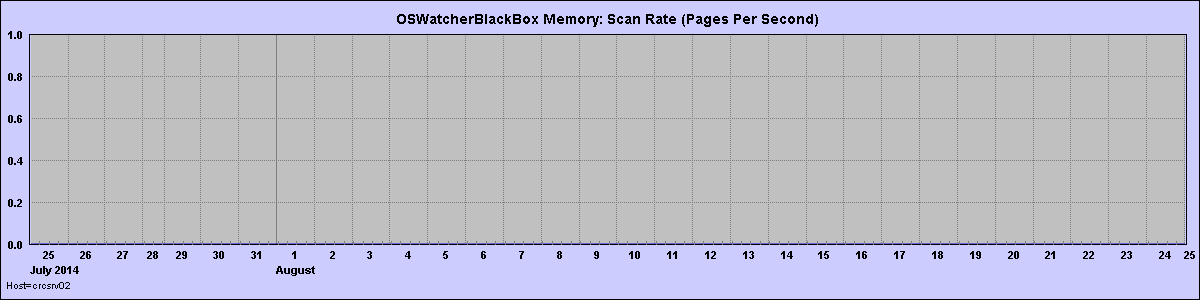 OSWatcherBlackBox Memory: Scan Rate (Pages Per Second)
1.0
0.8
0.6
0.4
0.2
0.0
25 26 27 28 29 30 31 1 2 3 4 5 6 7 8 9 10 11 12 13 14 15 16 17 18 19 20 21 22 23 24 25
July 2014 August
Host=crcsrv02